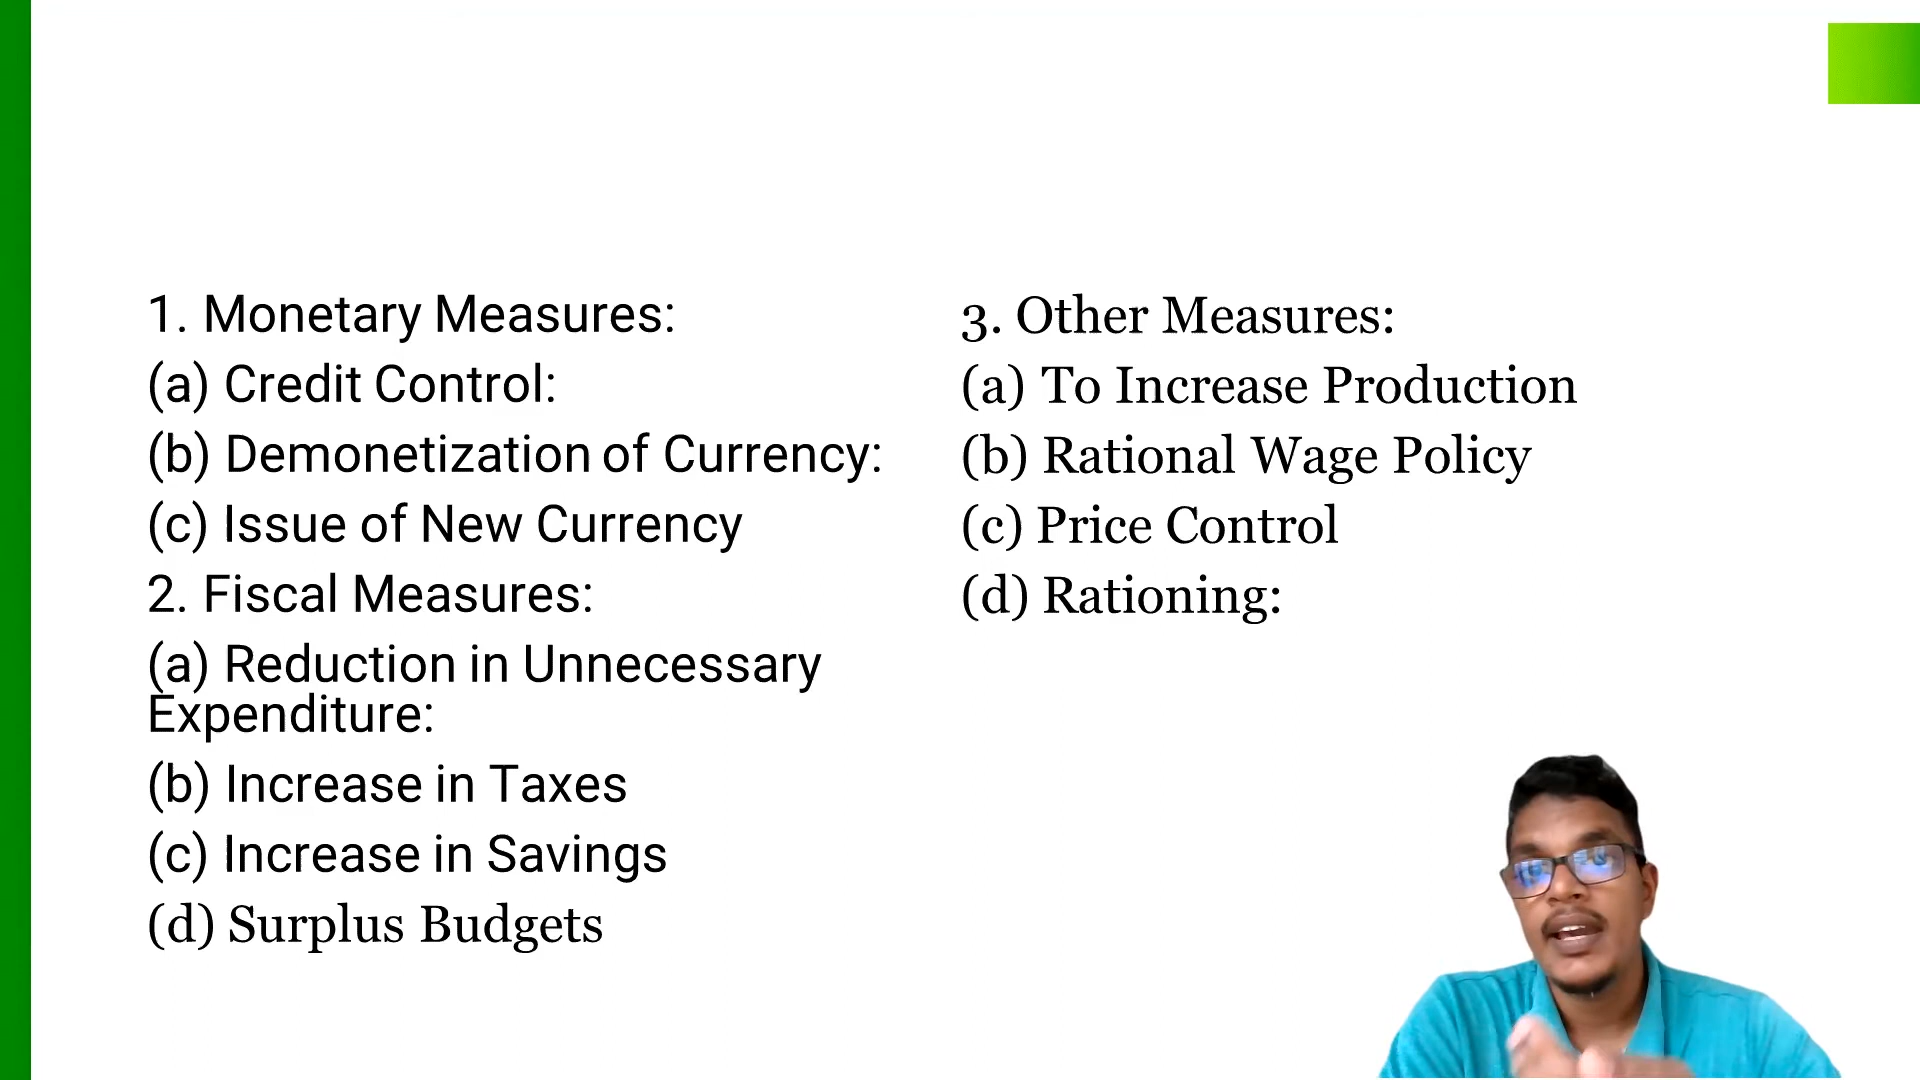 1. Monetary Measures:
(a) Credit Control:
(b) Demonetization of Currency:
(c) Issue of New Currency
2. Fiscal Measures:
(a) Reduction in Unnecessary
Expenditure:
(b) Increase in Taxes
(c) Increase in Savings
(d) Surplus Budgets
3. Other Measures:
(a) To Increase Production
(b) Rational Wage Policy
(c) Price Control
(d) Rationing: